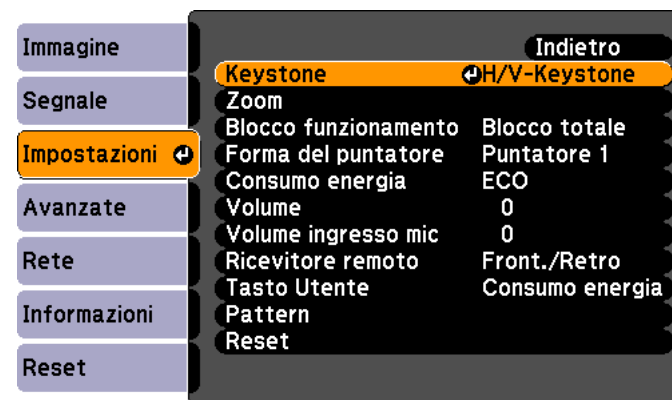 Immagine
Segnale
Impostazioni
Avanzate
Rete
Informazioni
Reset
Indietro
Keystone H/V-Keystone
Zoom
Blocco funzionamento Blocco totale
Forma del puntatore Puntatore 1
Consumo energia ECO
Volume 0
Volume ingresso mic 0
Ricevitore remoto Front./Retro
Tasto Utente Consumo energia
Pattern
Reset